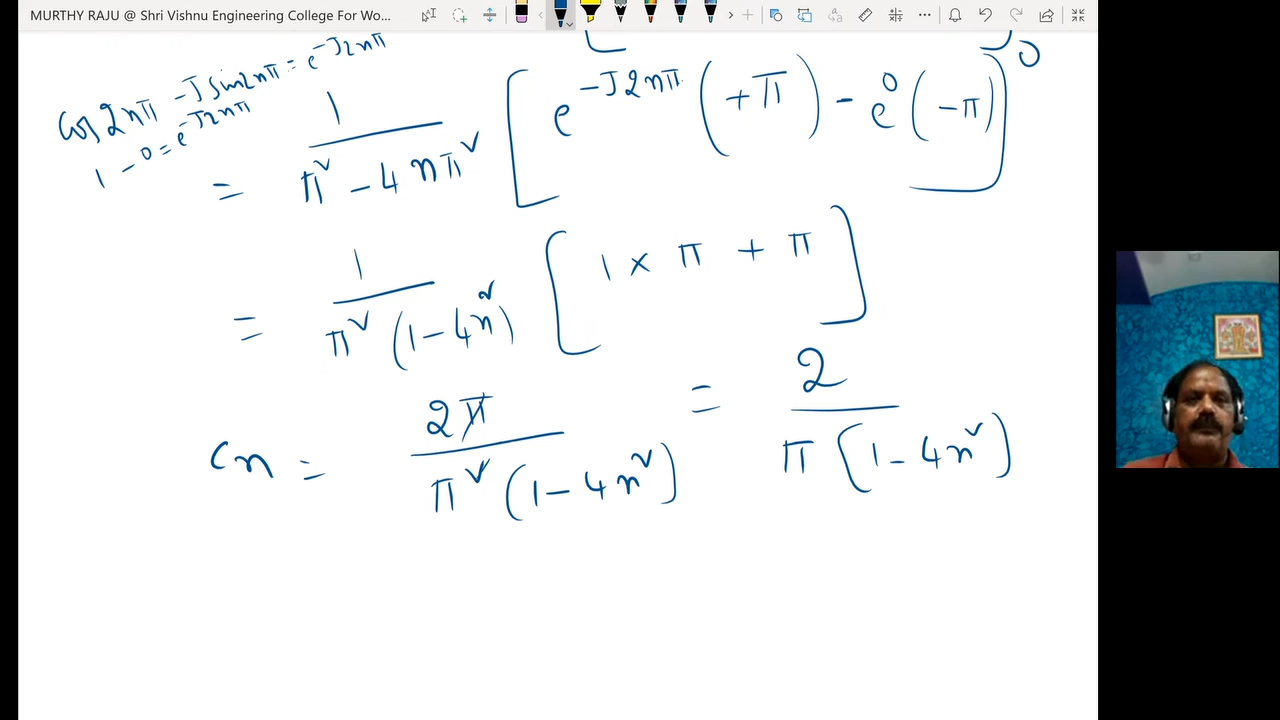 MURTHY RAJU @ Shri Vishnu Engineering College For Wo...
Cos 2nπ - J Sin 2nπ = e^-J2nπ
1 - 0 = e^-J2nπ
= 1 / (π² - 4nπ²) [ e^-J2nπ (+π) - e^0 (-π) ]_0
= 1 / (π² (1 - 4n²)) [ 1 × π + π ]
Cn = 2π / (π² (1 - 4n²)) = 2 / (π (1 - 4n²))